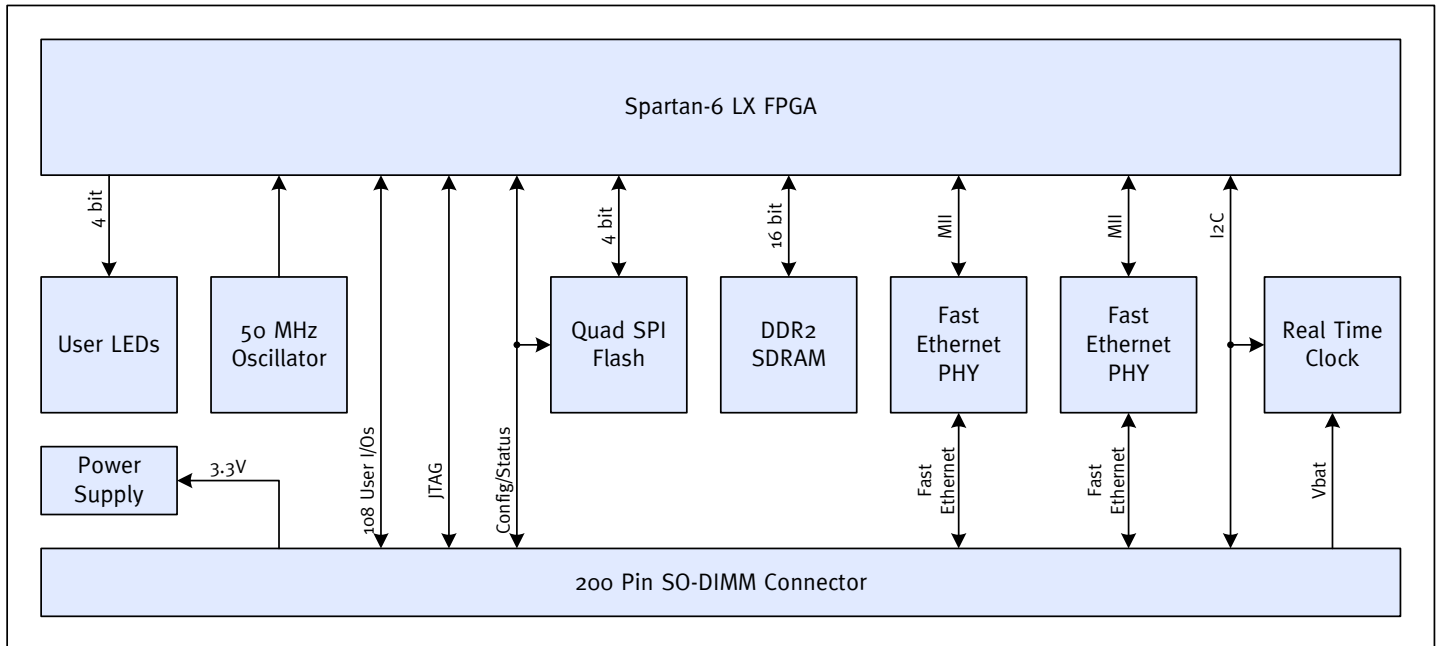 Spartan-6 LX FPGA
4 bit
4 bit
16 bit
MII
MII
I2C
User LEDs
50 MHz
Oscillator
Quad SPI
Flash
DDR2
SDRAM
Fast
Ethernet
PHY
Fast
Ethernet
PHY
Real Time
Clock
Power
Supply
3.3V
108 User I/Os
JTAG
Config/Status
Fast
Ethernet
Fast
Ethernet
Vbat
200 Pin SO-DIMM Connector